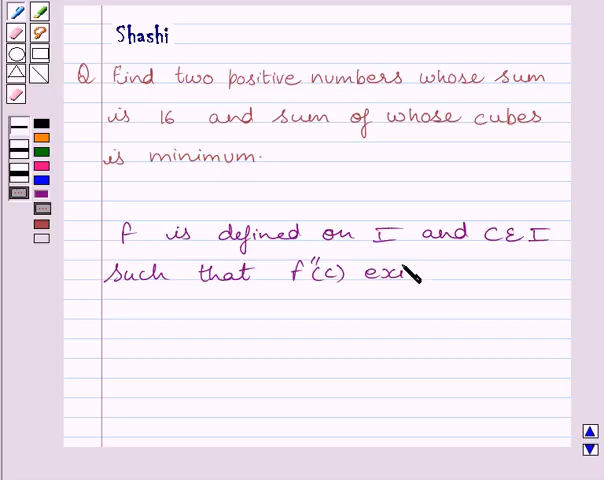 Shashi
Q Find two positive numbers whose sum
is 16 and sum of whose cubes
is minimum.
f is defined on I and C ε I
such that f"(c) exi